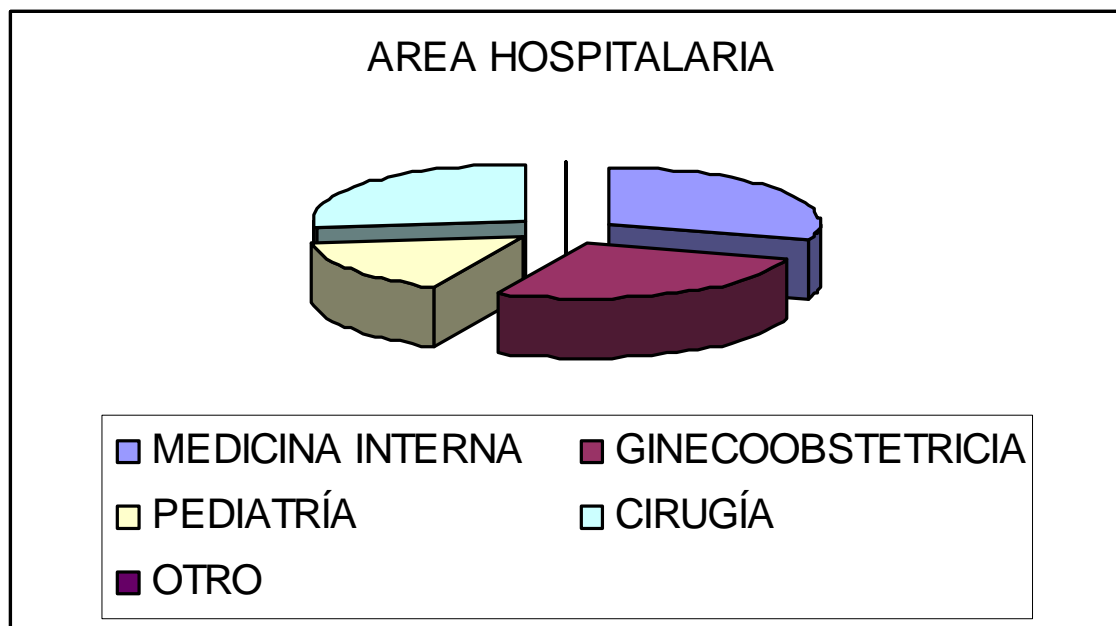 AREA HOSPITALARIA
MEDICINA INTERNA GINECOOBSTETRICIA
PEDIATRÍA CIRUGÍA
OTRO